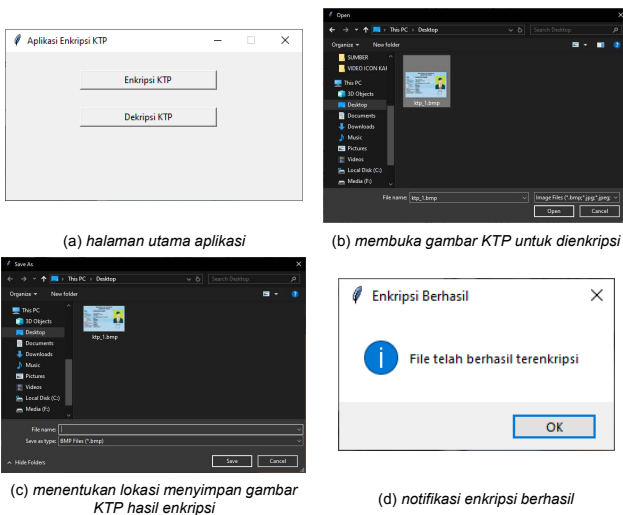 Aplikasi Enkripsi KTP
Enkripsi KTP
Dekripsi KTP
(a) halaman utama aplikasi
Open
This PC › Desktop
Search Desktop
Organize
New folder
SUMBER
VIDEO ICON KAI
This PC
3D Objects
Desktop
Documents
Downloads
Music
Pictures
Videos
Local Disk (C:)
Media (F:)
ktp_1.bmp
File name: ktp_1.bmp
Image Files (*.bmp;*.jpg;*.jpeg;
Open
Cancel
(b) membuka gambar KTP untuk dienkripsi
Save As
This PC › Desktop
Search Desktop
Organize
New folder
This PC
3D Objects
Desktop
Documents
Downloads
Music
Pictures
Videos
Local Disk (C:)
Media (F:)
ktp_1.bmp
File name:
Save as type: BMP Files (*.bmp)
Hide Folders
Save
Cancel
(c) menentukan lokasi menyimpan gambar
KTP hasil enkripsi
Enkripsi Berhasil
File telah berhasil terenkripsi
OK
(d) notifikasi enkripsi berhasil